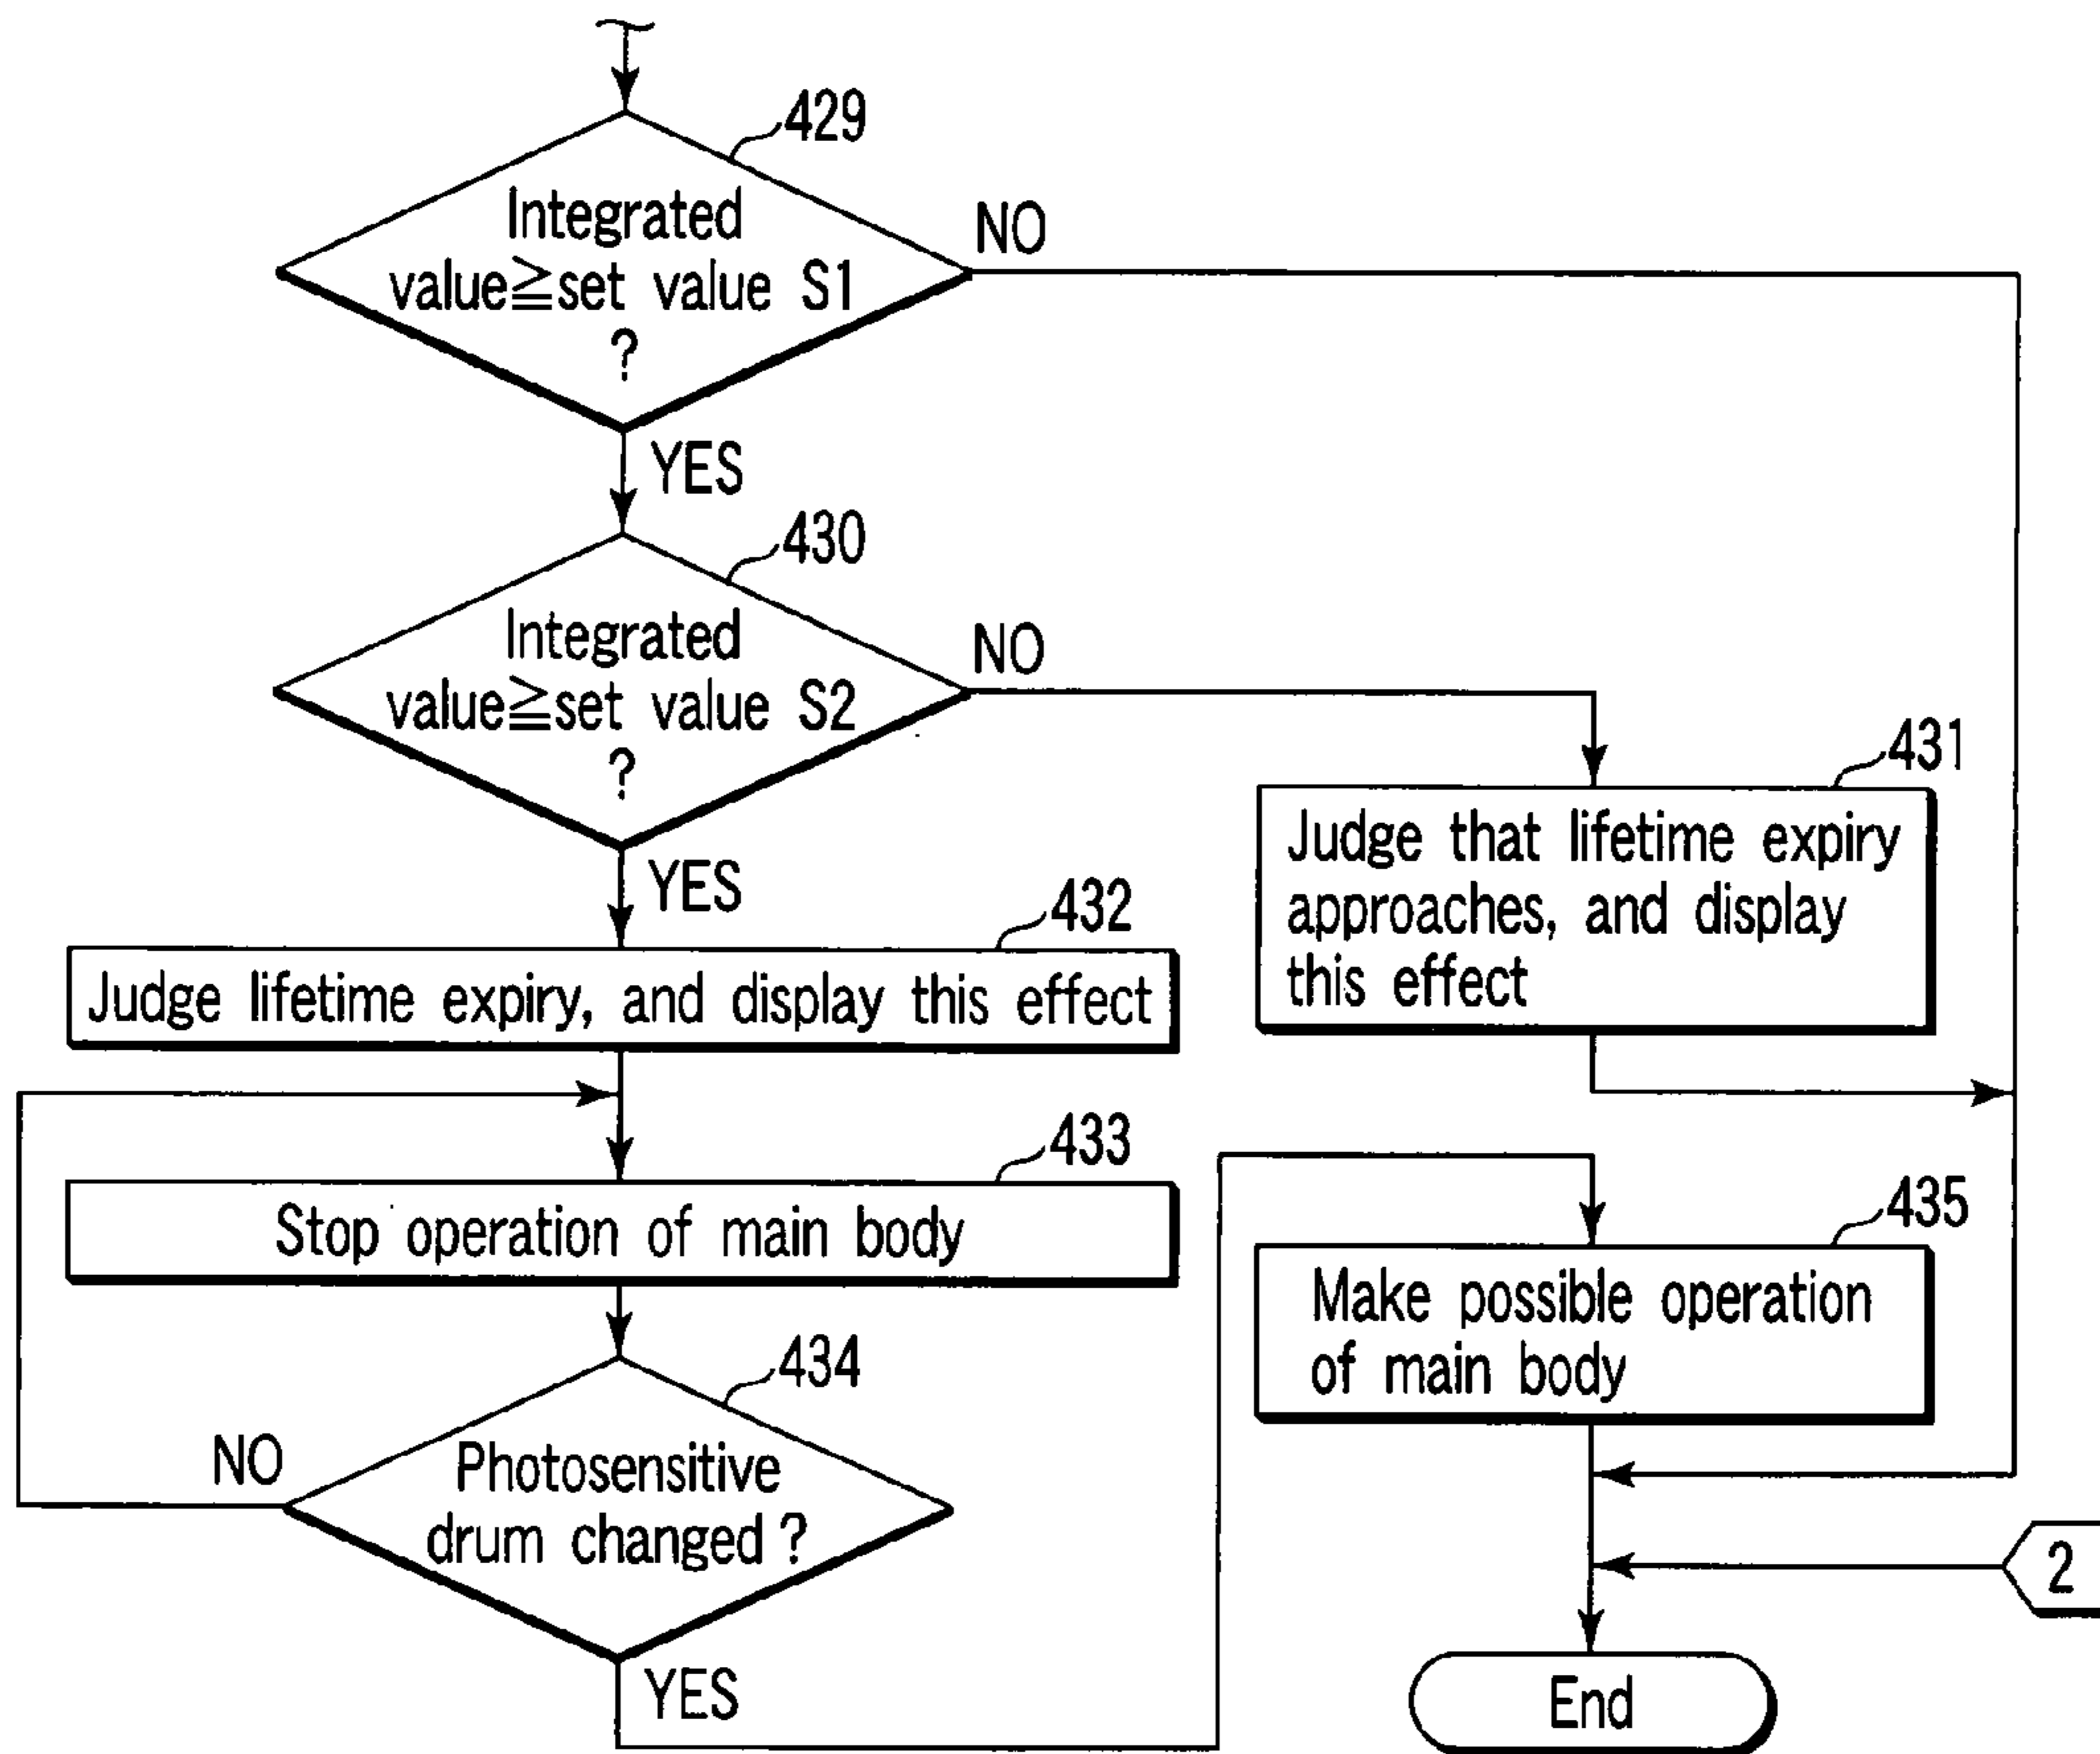 429
Integrated
value≧set value S1
?
NO
YES
430
Integrated
value≧set value S2
?
NO
YES
431
Judge that lifetime expiry
approaches, and display
this effect
432
Judge lifetime expiry, and display this effect
433
Stop operation of main body
434
Photosensitive
drum changed ?
NO
YES
435
Make possible operation
of main body
2
End